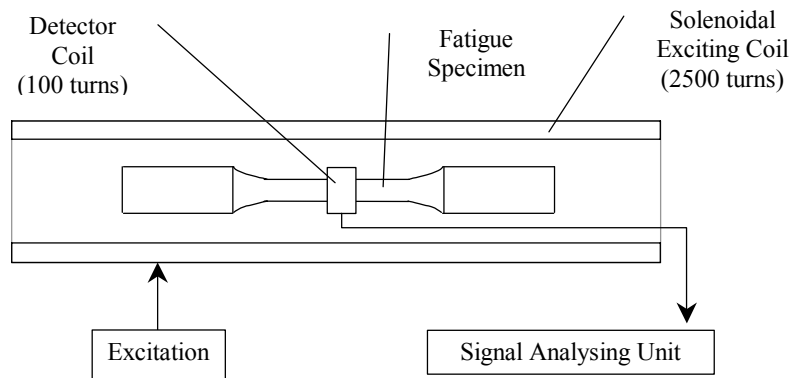 Detector
Coil
(100 turns)
Fatigue
Specimen
Solenoidal
Exciting Coil
(2500 turns)
Excitation
Signal Analysing Unit